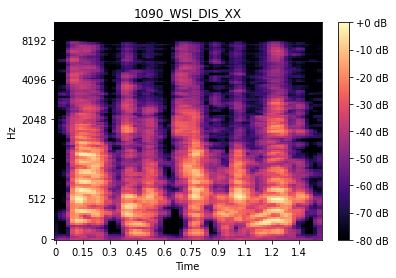 1090_WSI_DIS_XX
+0 dB
8192
-10 dB
4096
-20 dB
-30 dB
2048
Hz
-40 dB
1024
-50 dB
512
-60 dB
-70 dB
0
-80 dB
0 0.15 0.3 0.45 0.6 0.75 0.9 1.1 1.2 1.4
Time